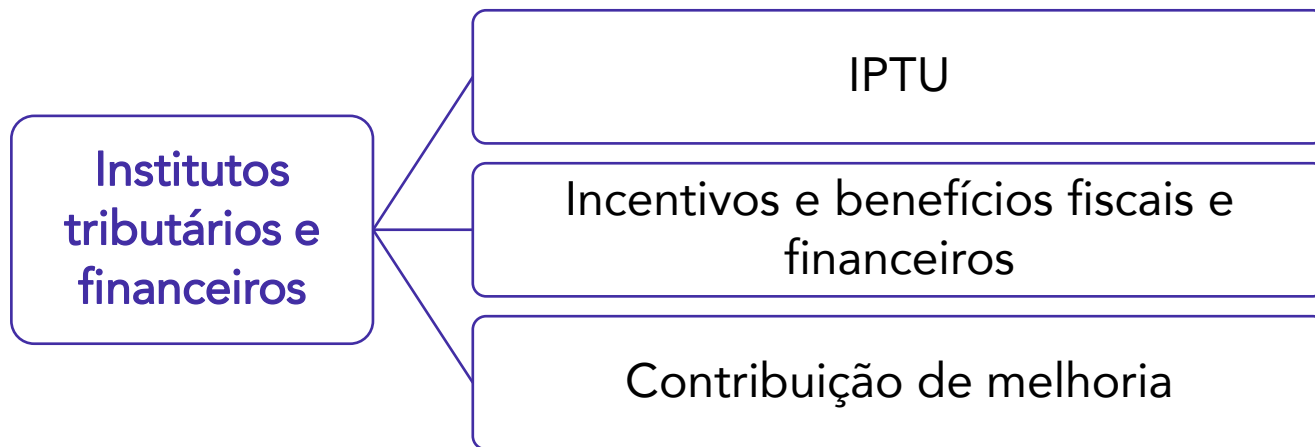 Institutos
tributários e
financeiros
IPTU
Incentivos e benefícios fiscais e
financeiros
Contribuição de melhoria